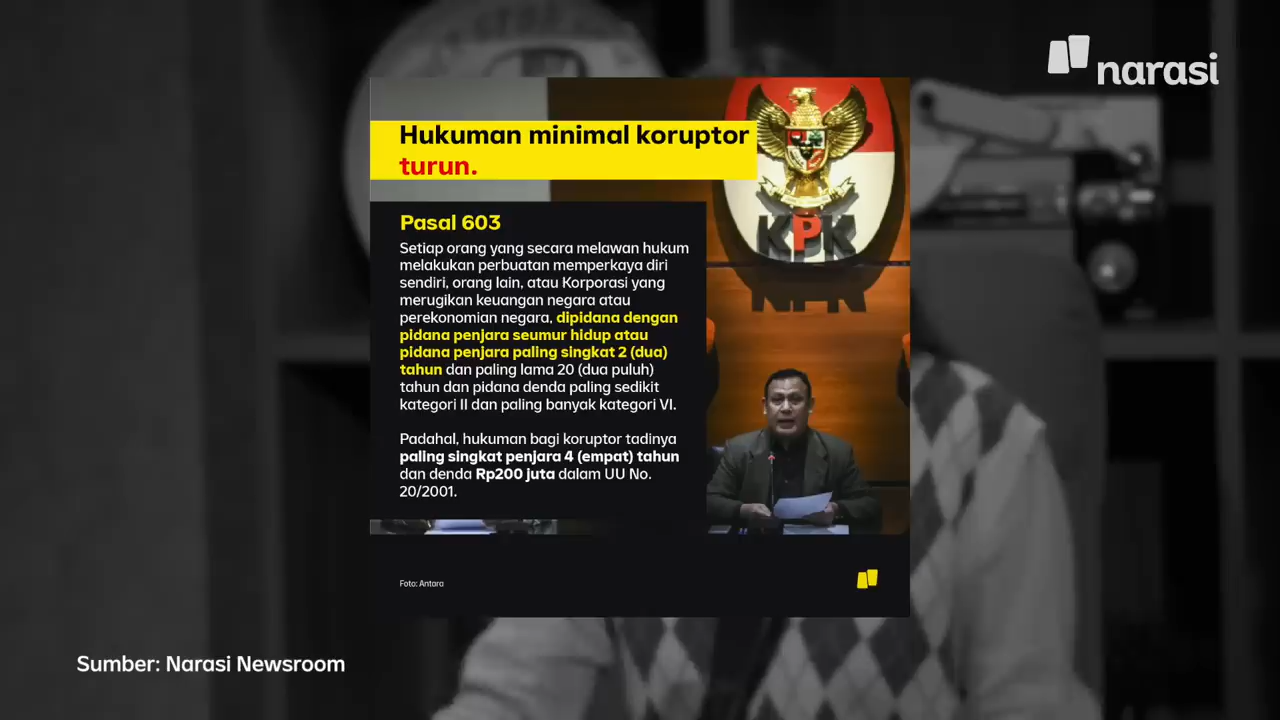 narasi
Hukuman minimal koruptor
turun.
KPK
Pasal 603
Setiap orang yang secara melawan hukum
melakukan perbuatan memperkaya diri
sendiri, orang lain, atau Korporasi yang
merugikan keuangan negara atau
perekonomian negara, dipidana dengan
pidana penjara seumur hidup atau
pidana penjara paling singkat 2 (dua)
tahun dan paling lama 20 (dua puluh)
tahun dan pidana denda paling sedikit
kategori II dan paling banyak kategori VI.
Padahal, hukuman bagi koruptor tadinya
paling singkat penjara 4 (empat) tahun
dan denda Rp200 juta dalam UU No.
20/2001.
Foto: Antara
Sumber: Narasi Newsroom